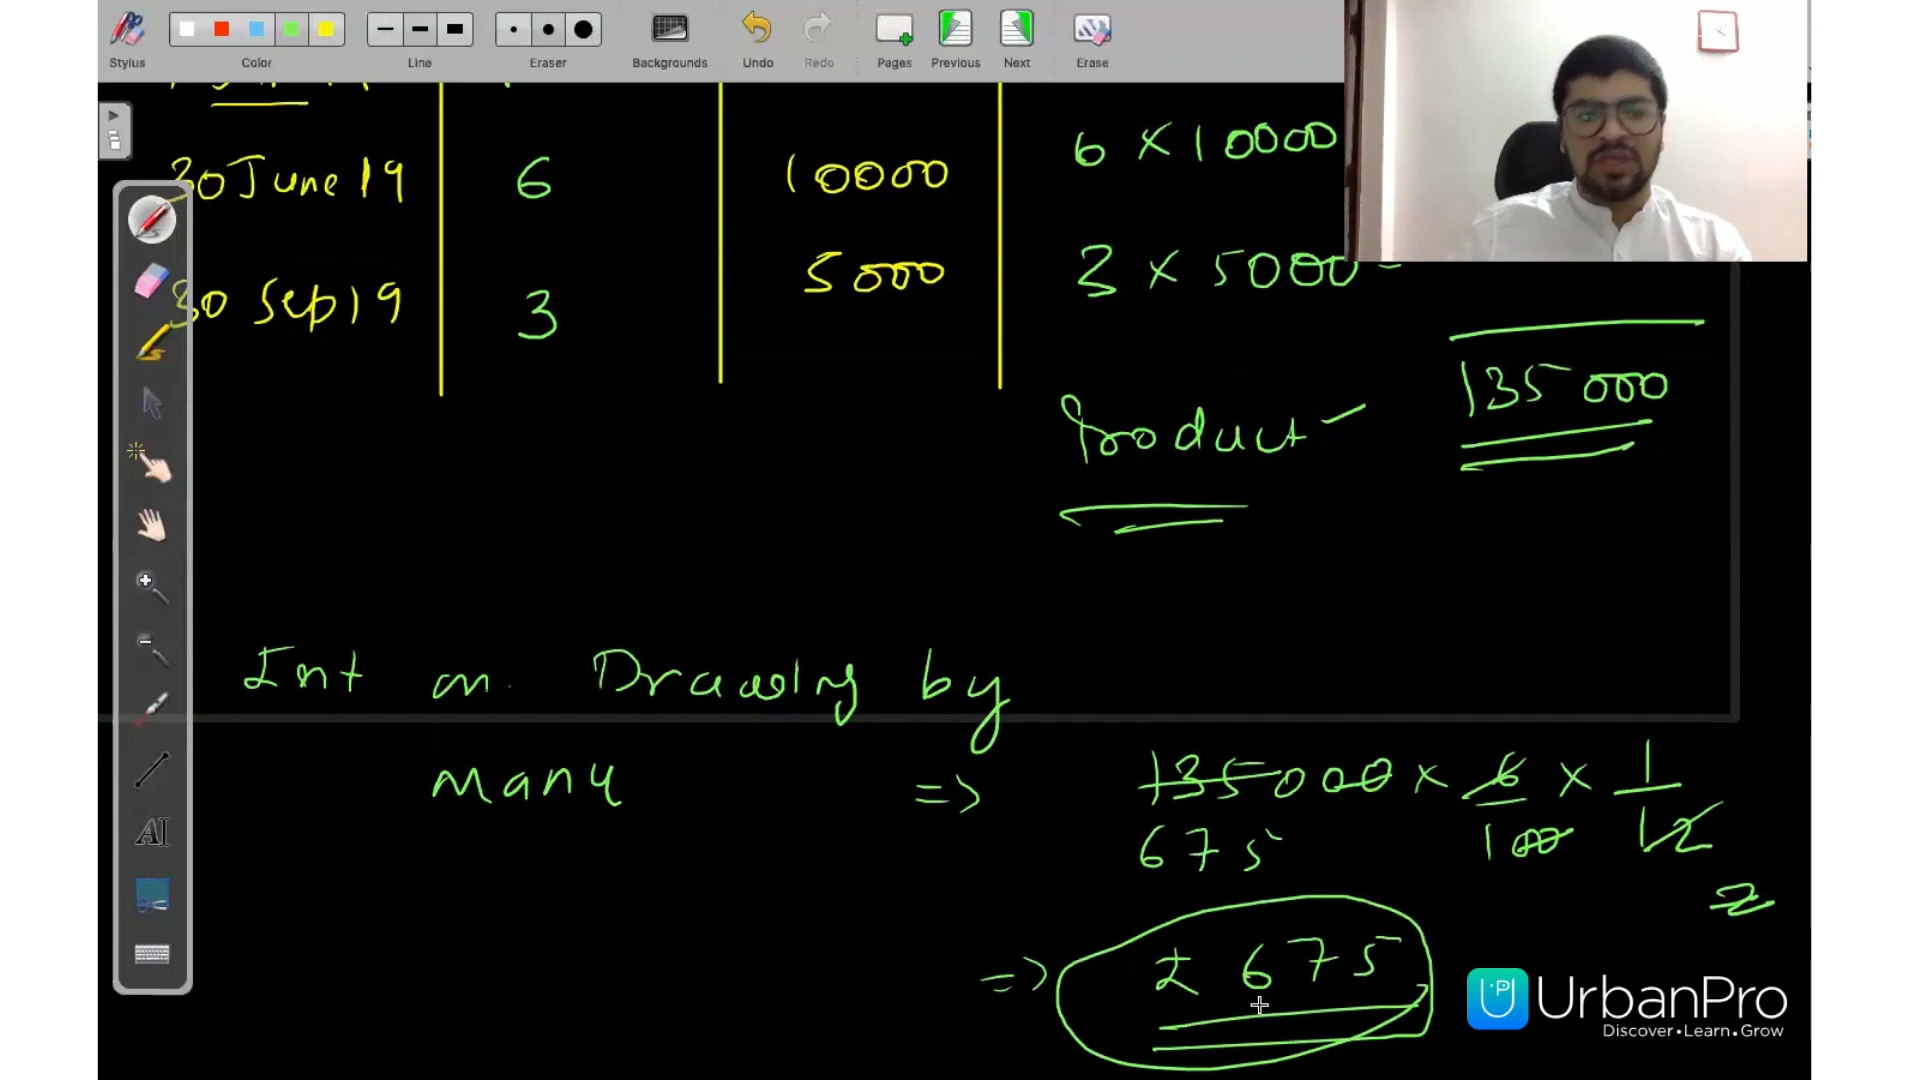 Stylus Color Line Eraser Backgrounds Undo Redo Pages Previous Next Erase
6 × 10000
30 June 19 6 10000
3 × 5000 =
30 Sep 19 3 5000
135000
Product -
Int on Drawing by
Manu => 135000 × 6/100 × 1/12
675 2
=> ₹ 675
UrbanPro
Discover • Learn • Grow